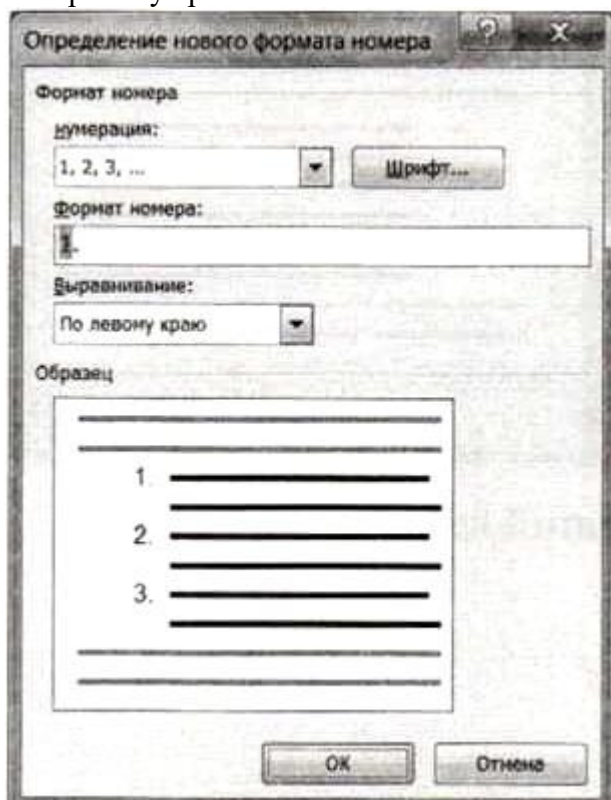 Определение нового формата номера
Формат номера
нумерация:
1, 2, 3, ...
Шрифт...
Формат номера:
1.
Выравнивание:
По левому краю
Образец
1.
2.
3.
ОК
Отмена